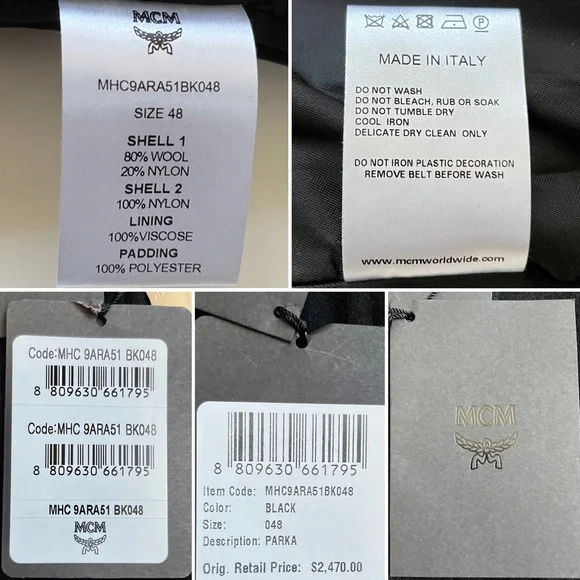 MCM
MHC9ARA51BK048
SIZE 48
SHELL 1
80% WOOL
20% NYLON
SHELL 2
100% NYLON
LINING
100%VISCOSE
PADDING
100% POLYESTER
MADE IN ITALY
DO NOT WASH
DO NOT BLEACH, RUB OR SOAK
DO NOT TUMBLE DRY
COOL IRON
DELICATE DRY CLEAN ONLY
DO NOT IRON PLASTIC DECORATION
REMOVE BELT BEFORE WASH
www.mcmworldwide.com
Code:MHC 9ARA51 BK048
8 809630 661795
Code:MHC 9ARA51 BK048
8 809630 661795
MHC 9ARA51 BK048
MCM
8 809630 661795
Item Code: MHC9ARA51BK048
Color: BLACK
Size: 048
Description: PARKA
Orig. Retail Price: $2,470.00
MCM